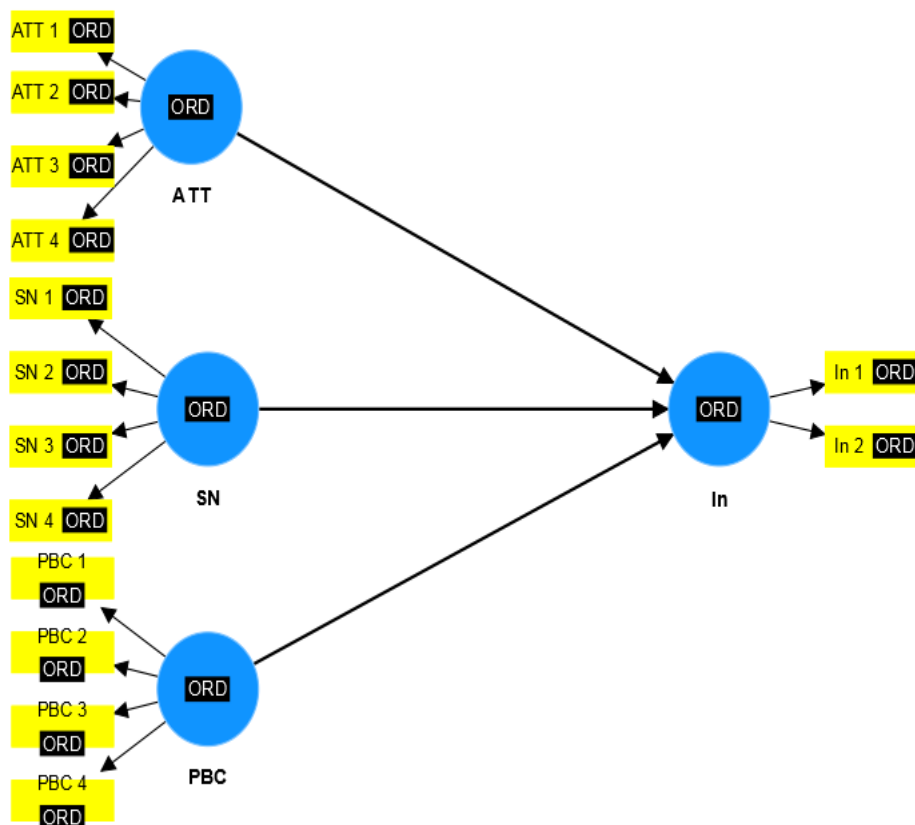 ATT 1 ORD
ATT 2 ORD
ATT 3 ORD
ATT 4 ORD
ORD
ATT
SN 1 ORD
SN 2 ORD
SN 3 ORD
SN 4 ORD
ORD
SN
PBC 1
ORD
PBC 2
ORD
PBC 3
ORD
PBC 4
ORD
ORD
PBC
ORD
In
In 1 ORD
In 2 ORD